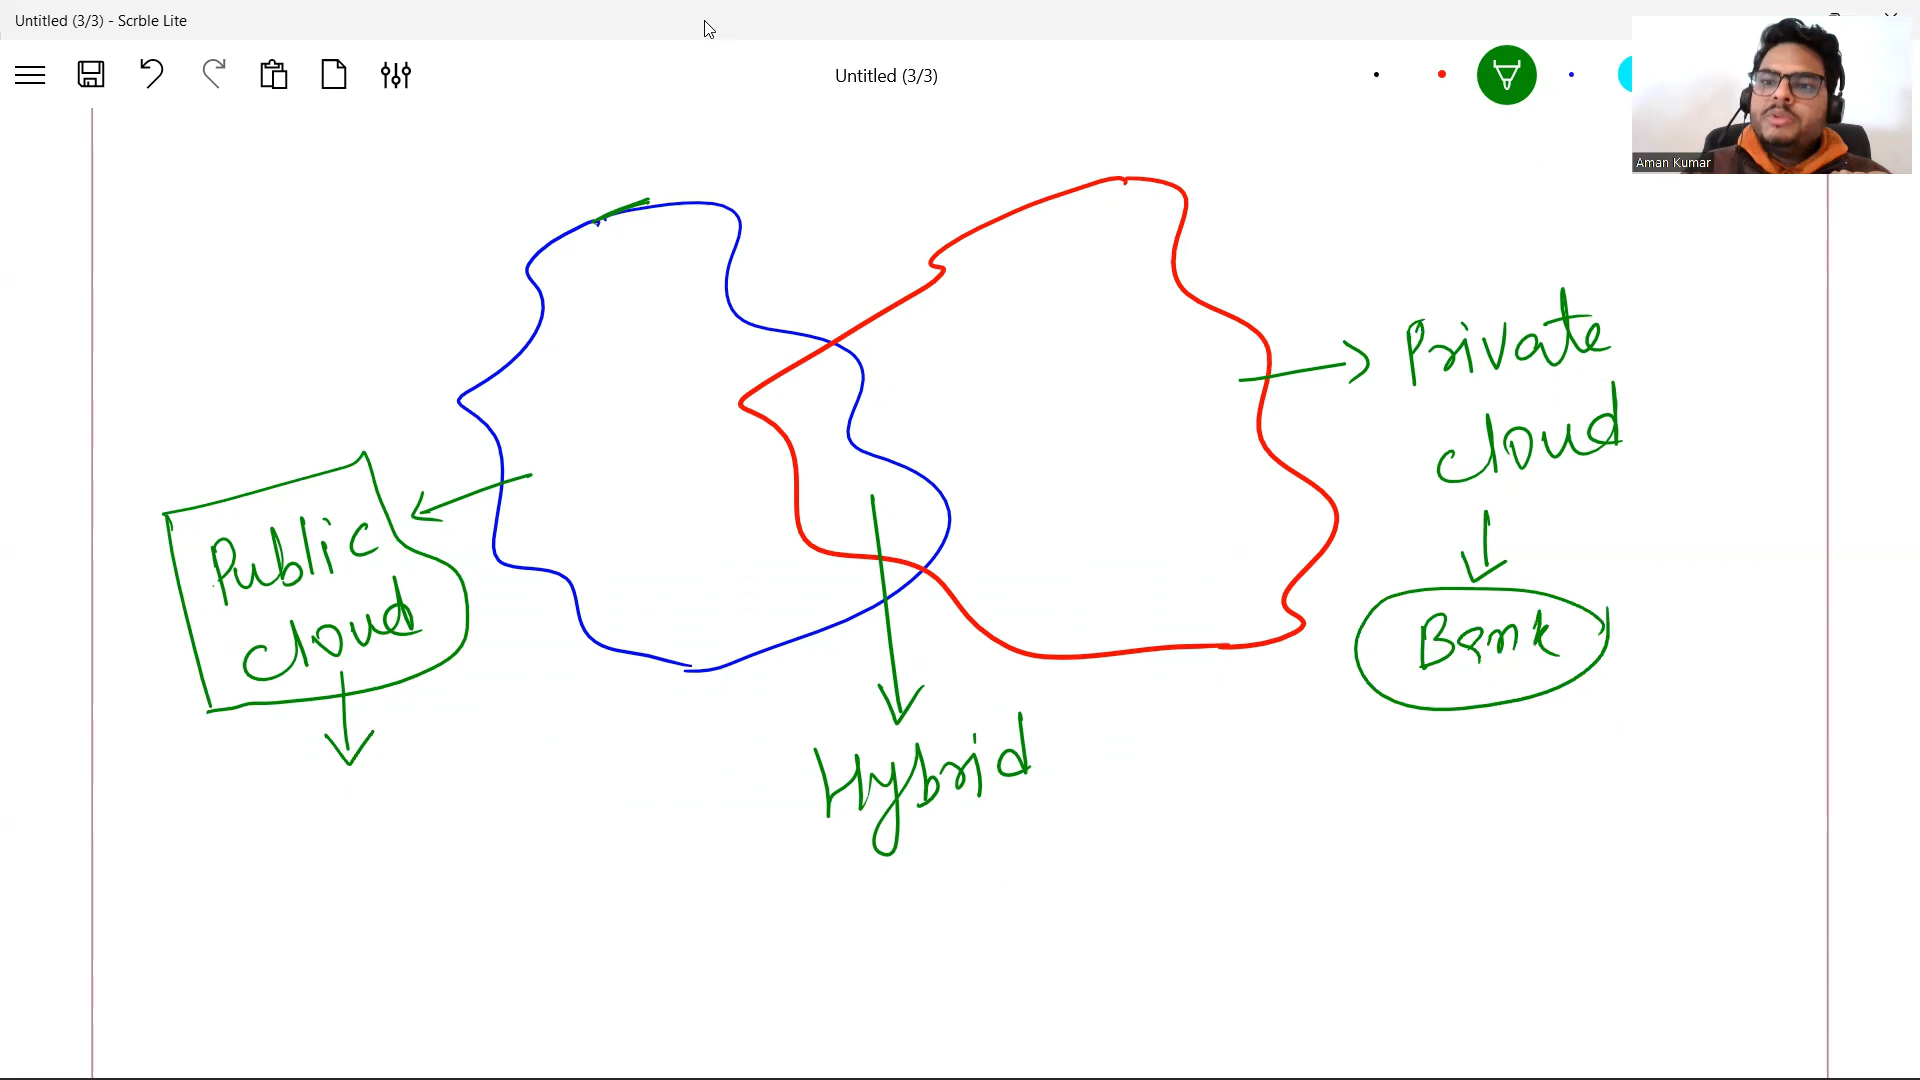 Untitled (3/3) - Scrble Lite
Untitled (3/3)
Aman Kumar
Private
cloud
Public
cloud
Bank
Hybrid